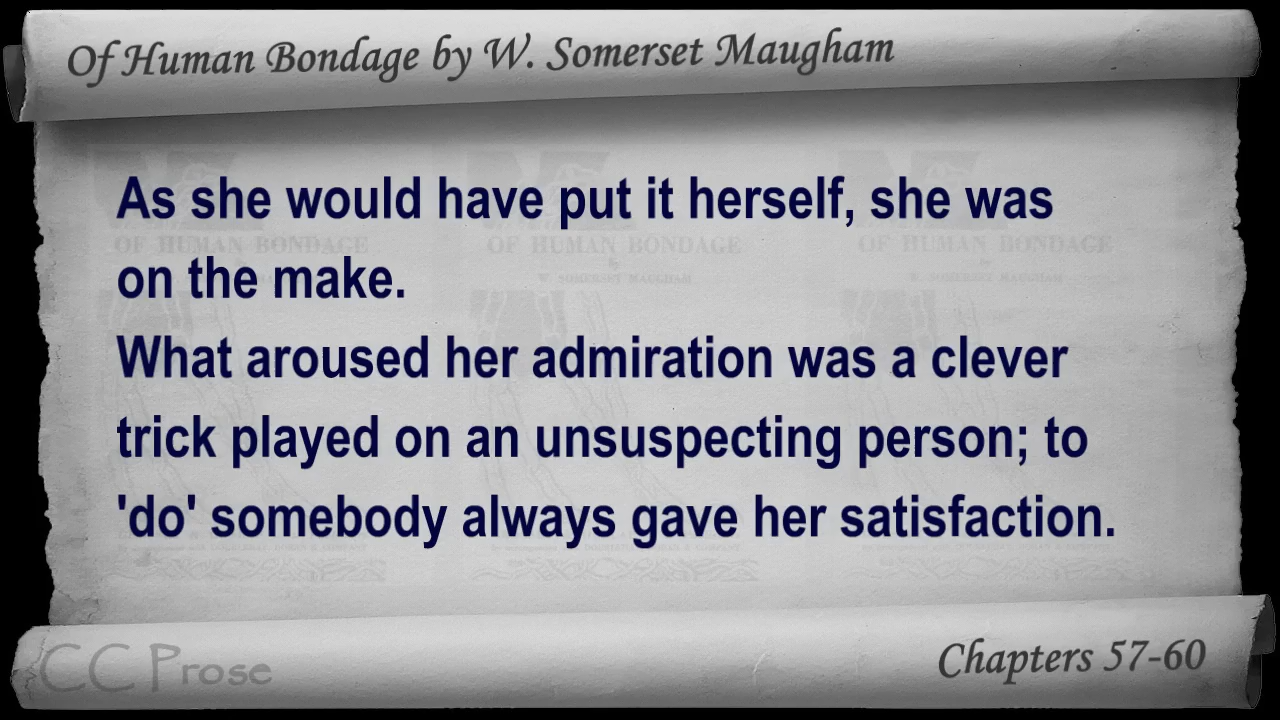 Of Human Bondage by W. Somerset Maugham
As she would have put it herself, she was
on the make.
What aroused her admiration was a clever
trick played on an unsuspecting person; to
'do' somebody always gave her satisfaction.
CC Prose
Chapters 57-60